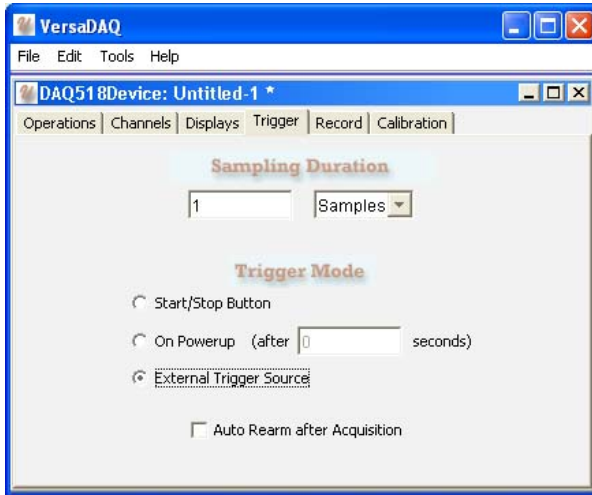 VersaDAQ
File Edit Tools Help
DAQ518Device: Untitled-1 *
Operations Channels Displays Trigger Record Calibration
Sampling Duration
1 Samples
Trigger Mode
Start/Stop Button
On Powerup (after 0 seconds)
External Trigger Source
Auto Rearm after Acquisition